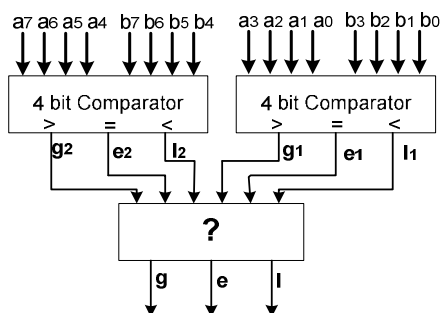 a7 a6 a5 a4 b7 b6 b5 b4 a3 a2 a1 a0 b3 b2 b1 b0
4 bit Comparator 4 bit Comparator
> = < > = <
g2 e2 l2 g1 e1 l1
?
g e l